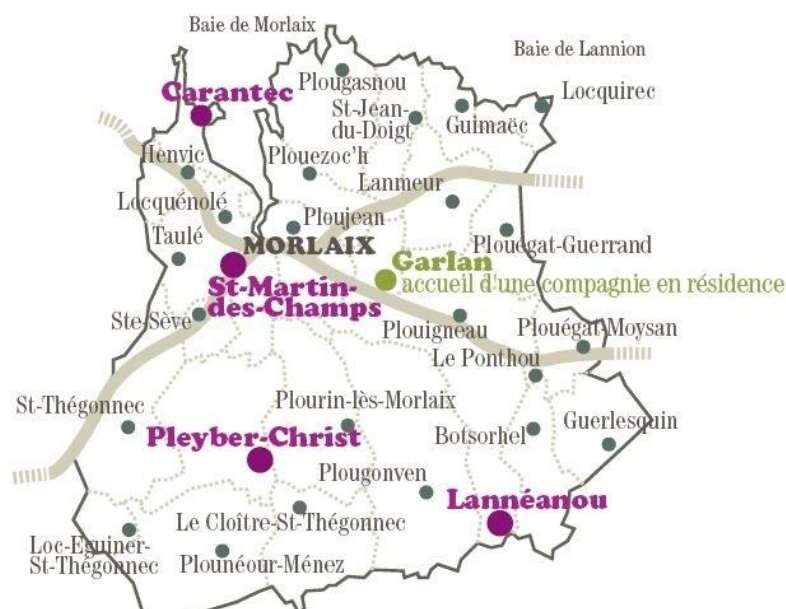 Baie de Morlaix
Baie de Lannion
Plougasnou
Carantec
St-Jean-
du-Doigt
Guimaëc
Locquirec
Henvic
Plouezoc'h
Lanmeur
Locquénolé
Ploujean
Taulé
MORLAIX
Plouégat-Guerrand
Garlan
accueil d'une compagnie en résidence
St-Martin-
des-Champs
Ste-Sève
Plouigneau
Plouégat-Moysan
Le Ponthou
St-Thégonnec
Plourin-lès-Morlaix
Guerlesquin
Pleyber-Christ
Botsorhel
Plougonven
Lannéanou
Le Cloître-St-Thégonnec
Loc-Eguiner-
St-Thégonnec
Plounéour-Ménez